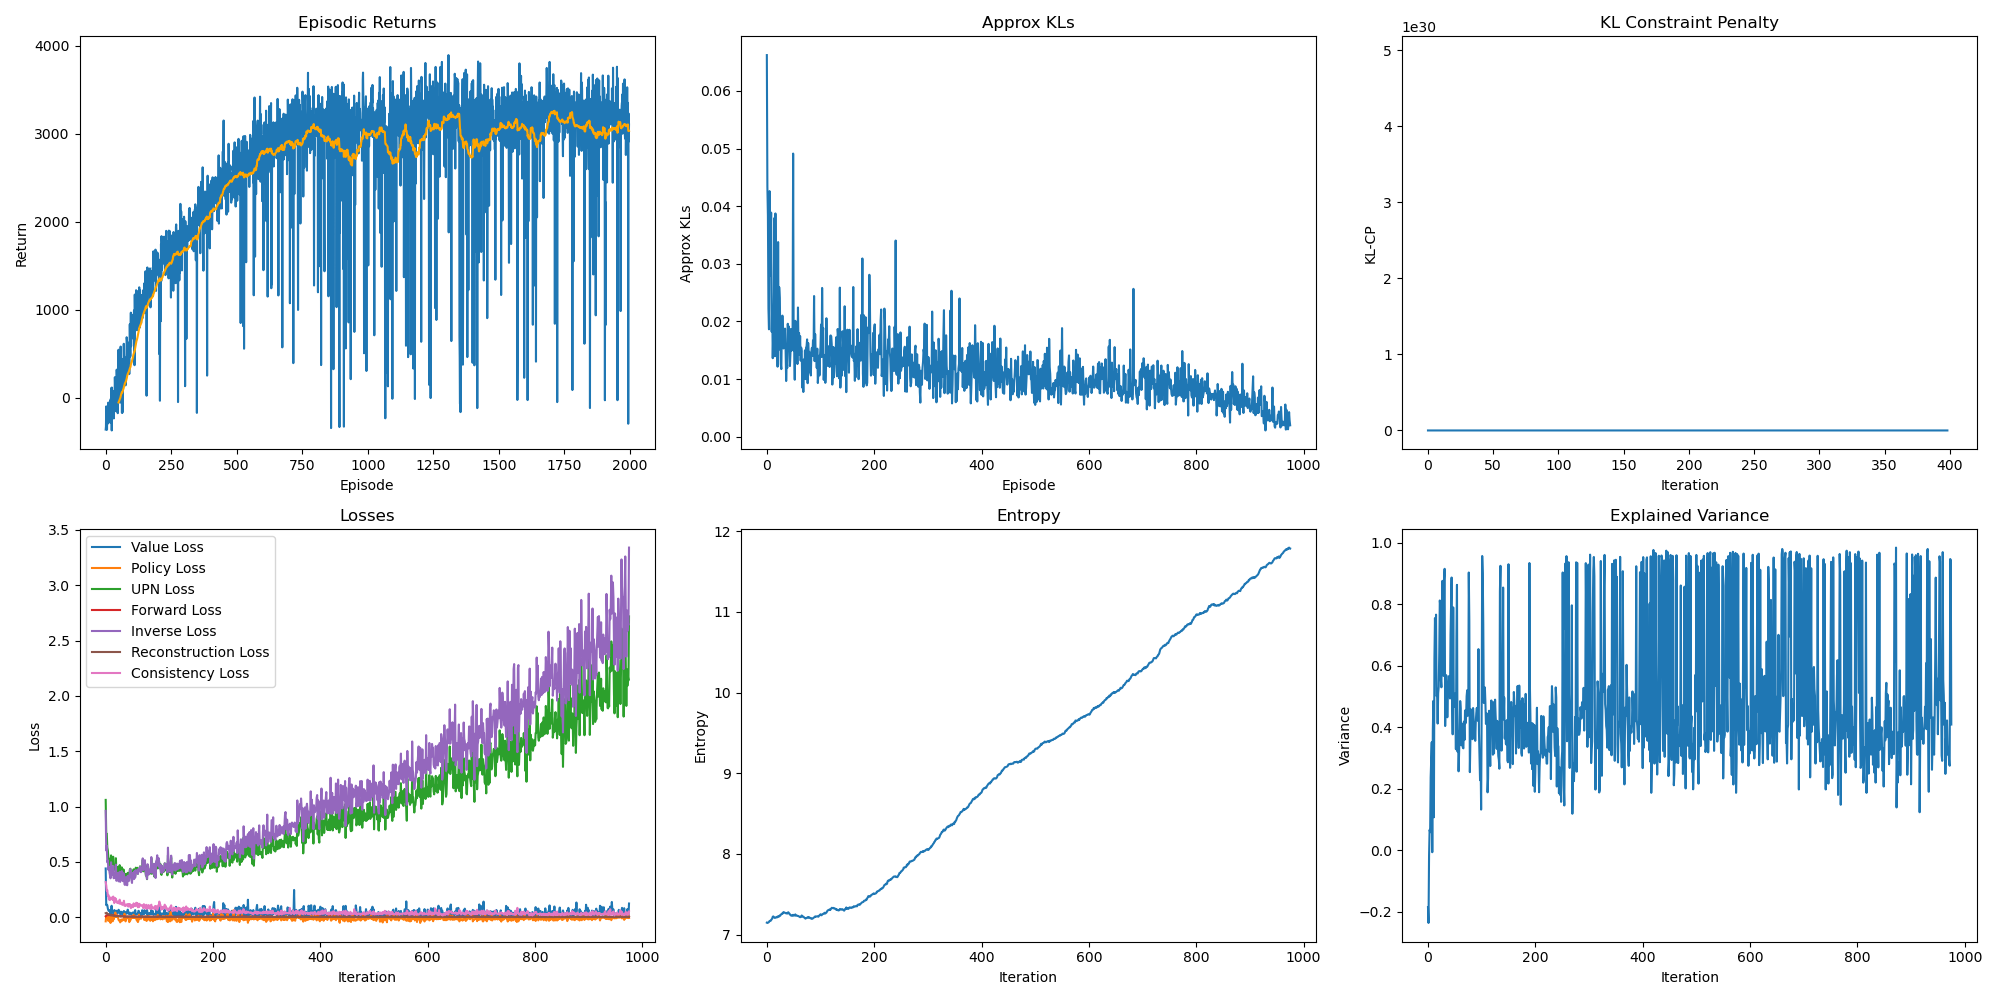 Episodic Returns
4000
3000
2000
1000
0
Return
0 250 500 750 1000 1250 1500 1750 2000
Episode
Approx KLs
0.06
0.05
0.04
0.03
0.02
0.01
0.00
Approx KLs
0 200 400 600 800 1000
Episode
KL Constraint Penalty
1e30
5
4
3
2
1
0
KL-CP
0 50 100 150 200 250 300 350 400
Iteration
Losses
3.5
3.0
2.5
2.0
1.5
1.0
0.5
0.0
Loss
Value Loss
Policy Loss
UPN Loss
Forward Loss
Inverse Loss
Reconstruction Loss
Consistency Loss
0 200 400 600 800 1000
Iteration
Entropy
12
11
10
9
8
7
Entropy
0 200 400 600 800 1000
Iteration
Explained Variance
1.0
0.8
0.6
0.4
0.2
0.0
−0.2
Variance
0 200 400 600 800 1000
Iteration